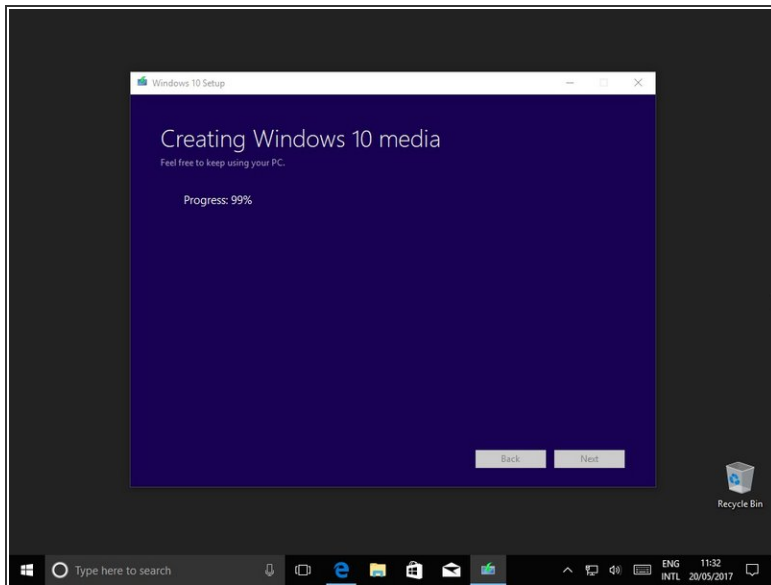 Windows 10 Setup
Creating Windows 10 media
Feel free to keep using your PC.
Progress: 99%
Back
Next
Recycle Bin
Type here to search
ENG
INTL
11:32
20/05/2017